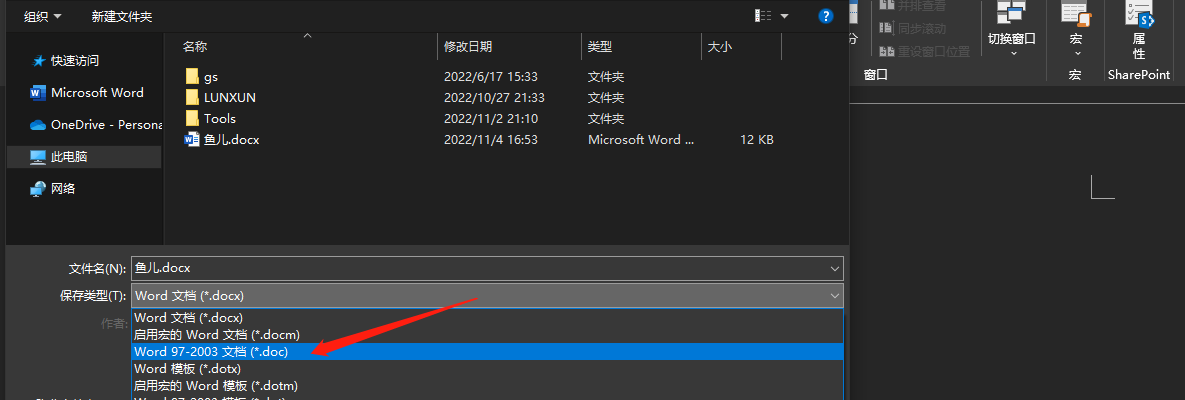 组织 新建文件夹
并排查看
同步滚动
重设窗口位置
分
窗口
切换窗口
宏
宏
属
性
SharePoint
名称 修改日期 类型 大小
快速访问
Microsoft Word
OneDrive - Persona
此电脑
网络
gs 2022/6/17 15:33 文件夹
LUNXUN 2022/10/27 21:33 文件夹
Tools 2022/11/2 21:10 文件夹
鱼儿.docx 2022/11/4 16:53 Microsoft Word ... 12 KB
文件名(N): 鱼儿.docx
保存类型(T): Word 文档 (*.docx)
作者:
Word 文档 (*.docx)
启用宏的 Word 文档 (*.docm)
Word 97-2003 文档 (*.doc)
Word 模板 (*.dotx)
启用宏的 Word 模板 (*.dotm)
Word 97-2003 模板 (*.dot)